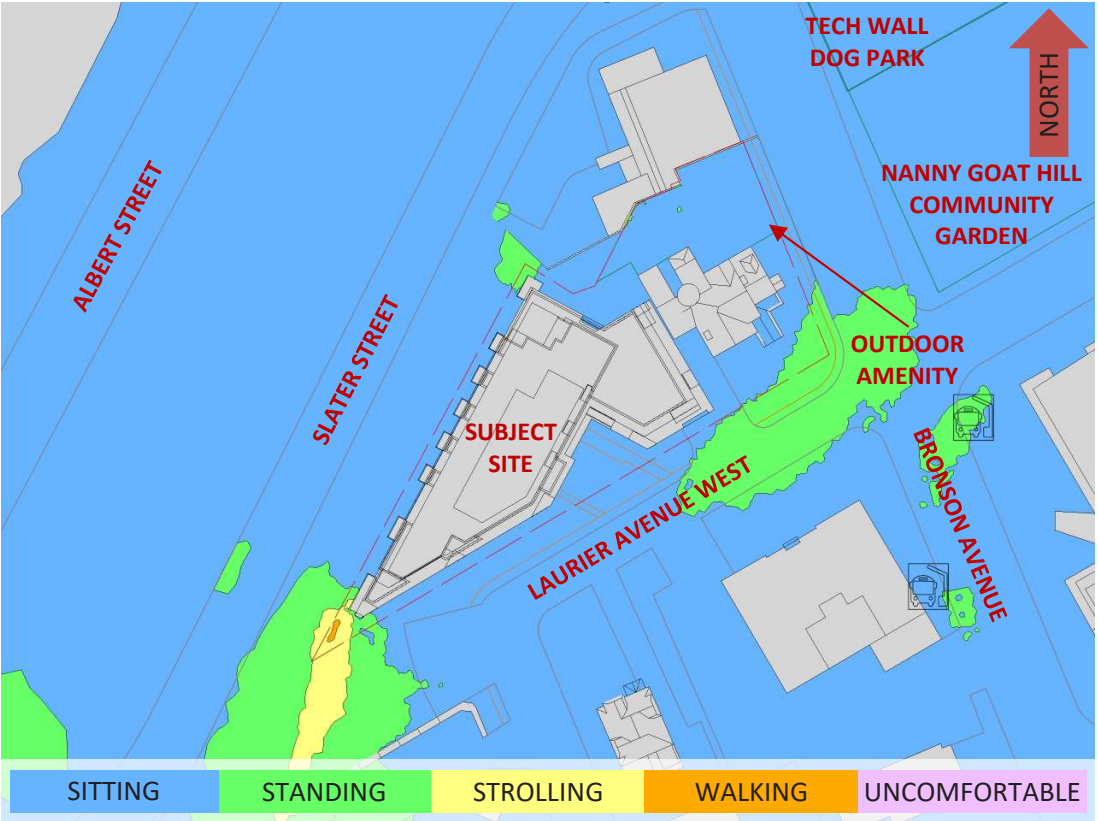 TECH WALL
DOG PARK
NORTH
NANNY GOAT HILL
COMMUNITY
GARDEN
ALBERT STREET
SLATER STREET
OUTDOOR
AMENITY
SUBJECT
SITE
BRONSON AVENUE
LAURIER AVENUE WEST
SITTING
STANDING
STROLLING
WALKING
UNCOMFORTABLE